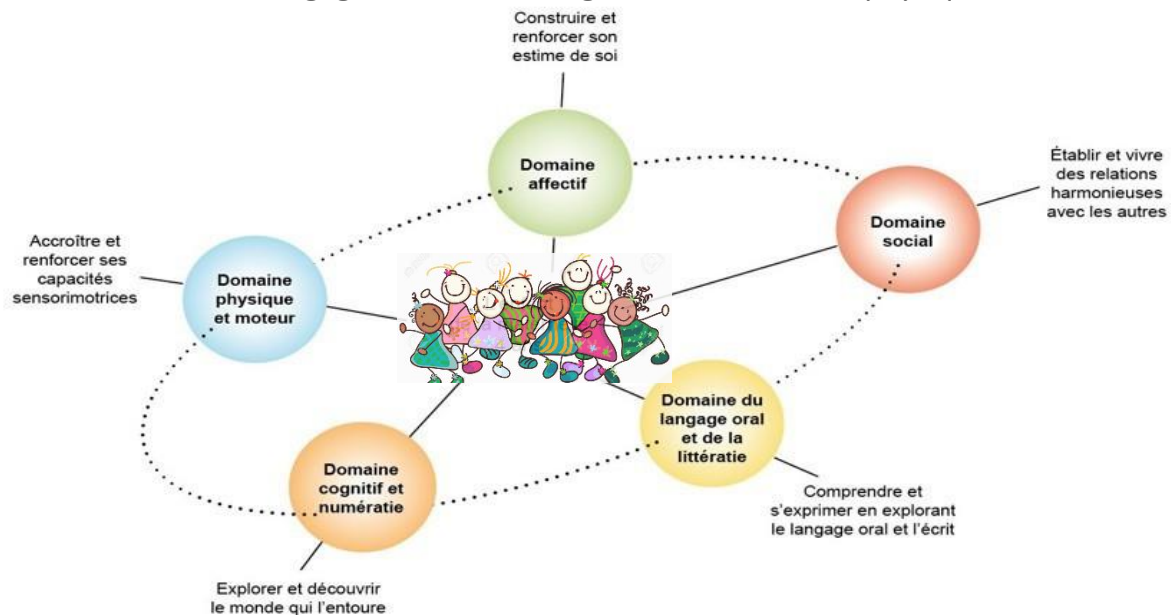 Construire et
renforcer son
estime de soi
Domaine
affectif
Établir et vivre
des relations
harmonieuses
avec les autres
Domaine
social
Accroître et
renforcer ses
capacités
sensorimotrices
Domaine
physique
et moteur
Domaine du
langage oral
et de la
littératie
Domaine
cognitif et
numératie
Comprendre et
s'exprimer en explorant
le langage oral et l'écrit
Explorer et découvrir
le monde qui l'entoure